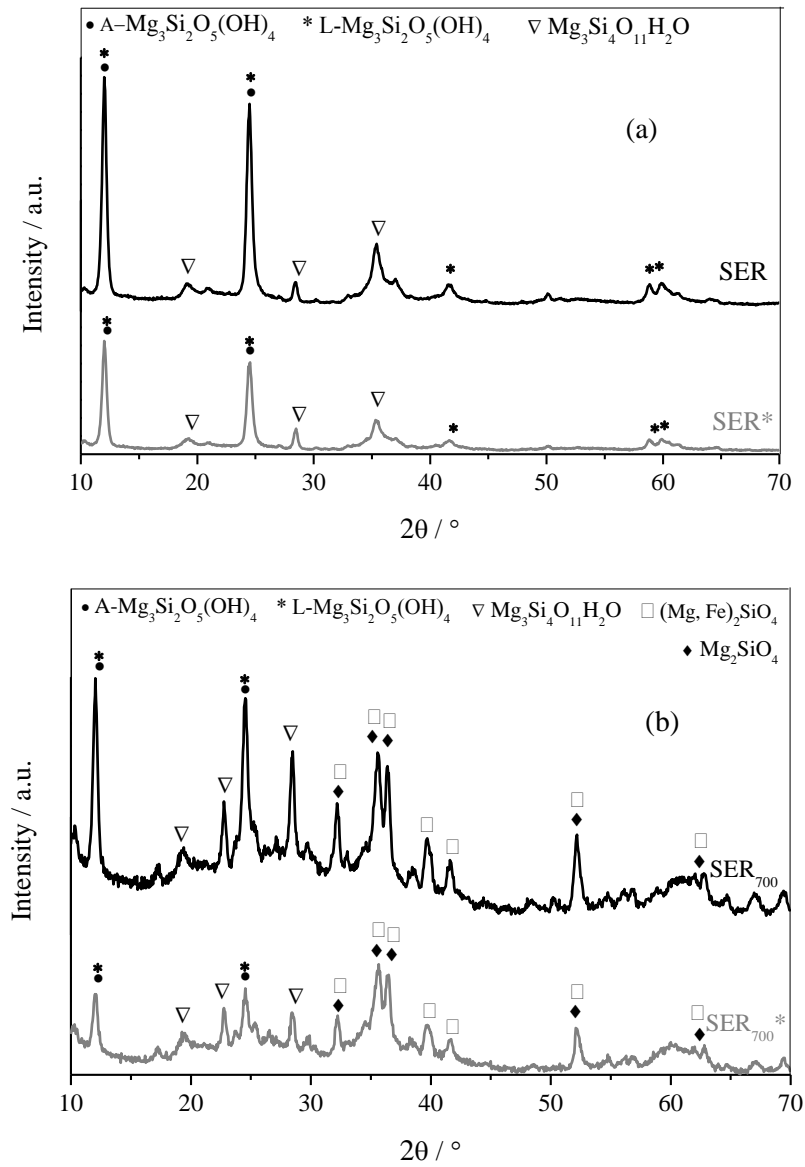 ● A–Mg₃Si₂O₅(OH)₄ * L-Mg₃Si₂O₅(OH)₄ ▽ Mg₃Si₄O₁₁H₂O
(a)
Intensity / a.u.
SER
SER*
10 20 30 40 50 60 70
2θ / °
● A-Mg₃Si₂O₅(OH)₄ * L-Mg₃Si₂O₅(OH)₄ ▽ Mg₃Si₄O₁₁H₂O □ (Mg, Fe)₂SiO₄
♦ Mg₂SiO₄
(b)
Intensity / a.u.
SER₇₀₀
SER₇₀₀*
10 20 30 40 50 60 70
2θ / °